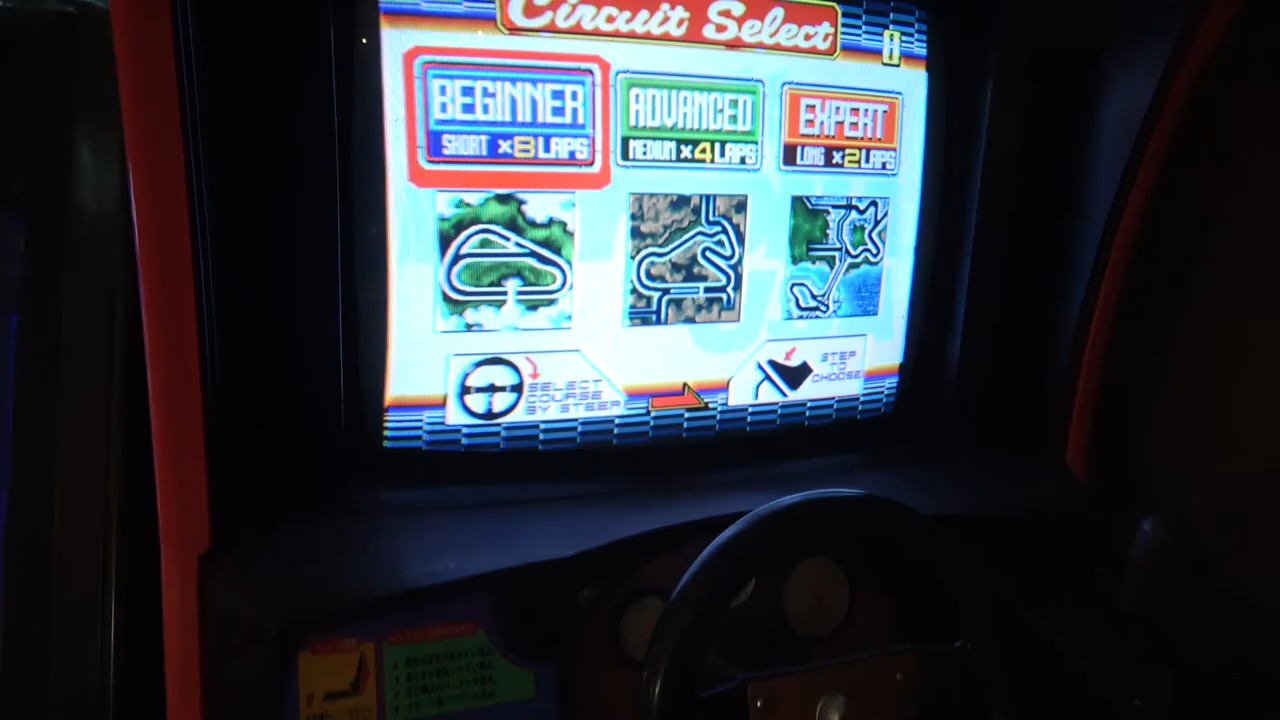 Circuit Select
0
BEGINNER
SHORT ×8 LAPS
ADVANCED
MEDIUM ×4 LAPS
EXPERT
LONG ×2 LAPS
SELECT
COURSE
BY STEER
STEP
TO
CHOOSE